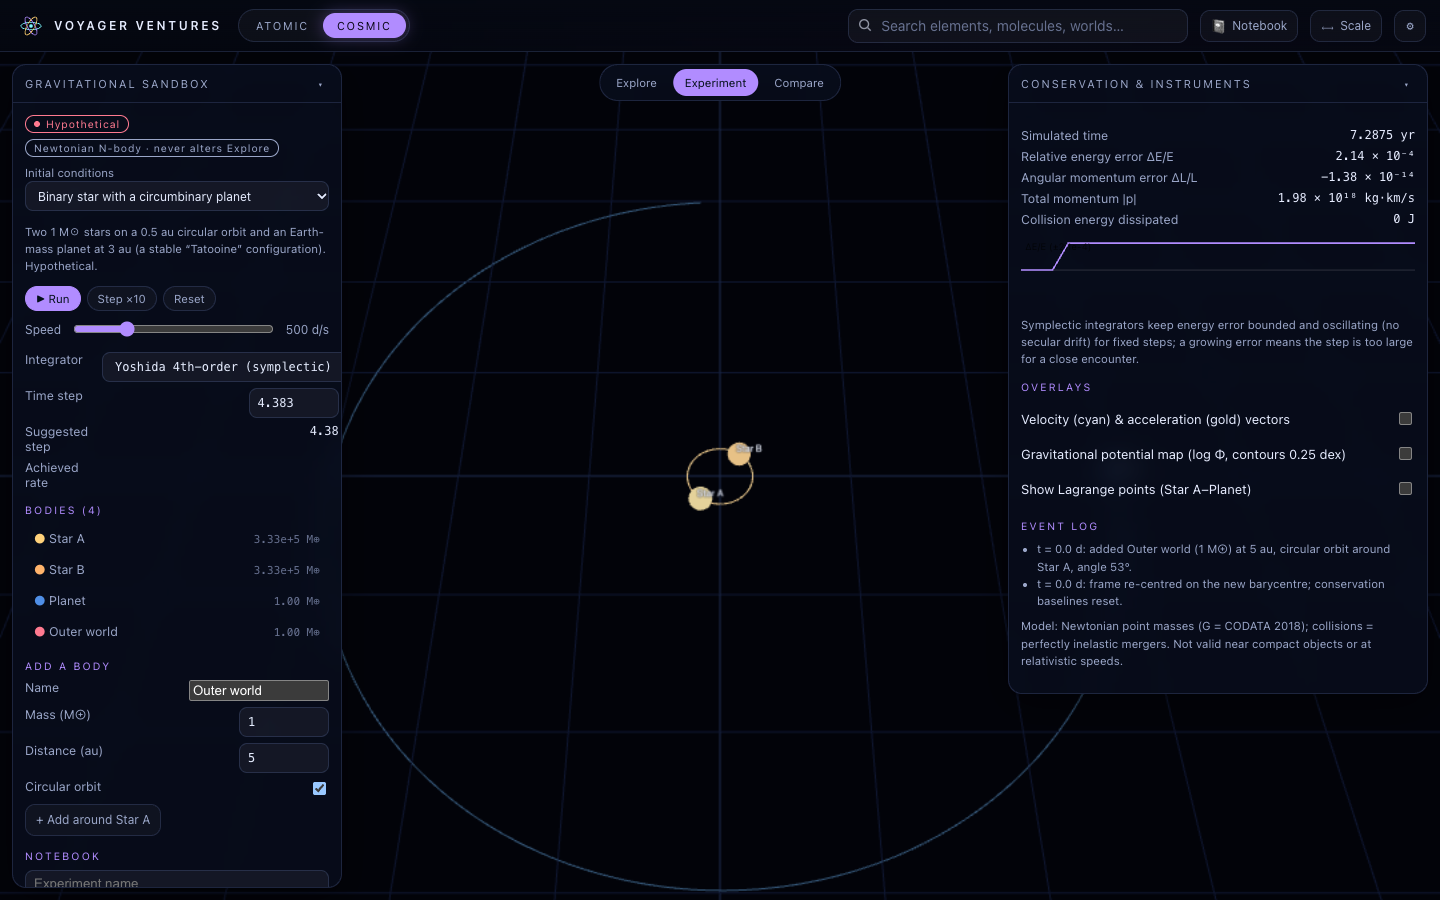 VOYAGER VENTURES
ATOMIC
COSMIC
Search elements, molecules, worlds...
Notebook
Scale
GRAVITATIONAL SANDBOX
Hypothetical
Newtonian N-body · never alters Explore
Initial conditions
Binary star with a circumbinary planet
Two 1 M☉ stars on a 0.5 au circular orbit and an Earth-
mass planet at 3 au (a stable “Tatooine” configuration).
Hypothetical.
Run
Step ×10
Reset
Speed
500 d/s
Integrator
Yoshida 4th-order (symplectic)
Time step
4.383
Suggested
step
4.38
Achieved
rate
BODIES (4)
Star A
3.33e+5 M⊕
Star B
3.33e+5 M⊕
Planet
1.00 M⊕
Outer world
1.00 M⊕
ADD A BODY
Name
Outer world
Mass (M⊕)
1
Distance (au)
5
Circular orbit
+ Add around Star A
NOTEBOOK
Experiment name
Explore
Experiment
Compare
Star B
Star A
CONSERVATION & INSTRUMENTS
Simulated time
7.2875 yr
Relative energy error ΔE/E
2.14 × 10⁻⁴
Angular momentum error ΔL/L
−1.38 × 10⁻¹⁴
Total momentum |p|
1.98 × 10¹⁸ kg·km/s
Collision energy dissipated
0 J
Symplectic integrators keep energy error bounded and oscillating (no
secular drift) for fixed steps; a growing error means the step is too large
for a close encounter.
OVERLAYS
Velocity (cyan) & acceleration (gold) vectors
Gravitational potential map (log Φ, contours 0.25 dex)
Show Lagrange points (Star A–Planet)
EVENT LOG
t = 0.0 d: added Outer world (1 M⊕) at 5 au, circular orbit around
Star A, angle 53°.
t = 0.0 d: frame re-centred on the new barycentre; conservation
baselines reset.
Model: Newtonian point masses (G = CODATA 2018); collisions =
perfectly inelastic mergers. Not valid near compact objects or at
relativistic speeds.